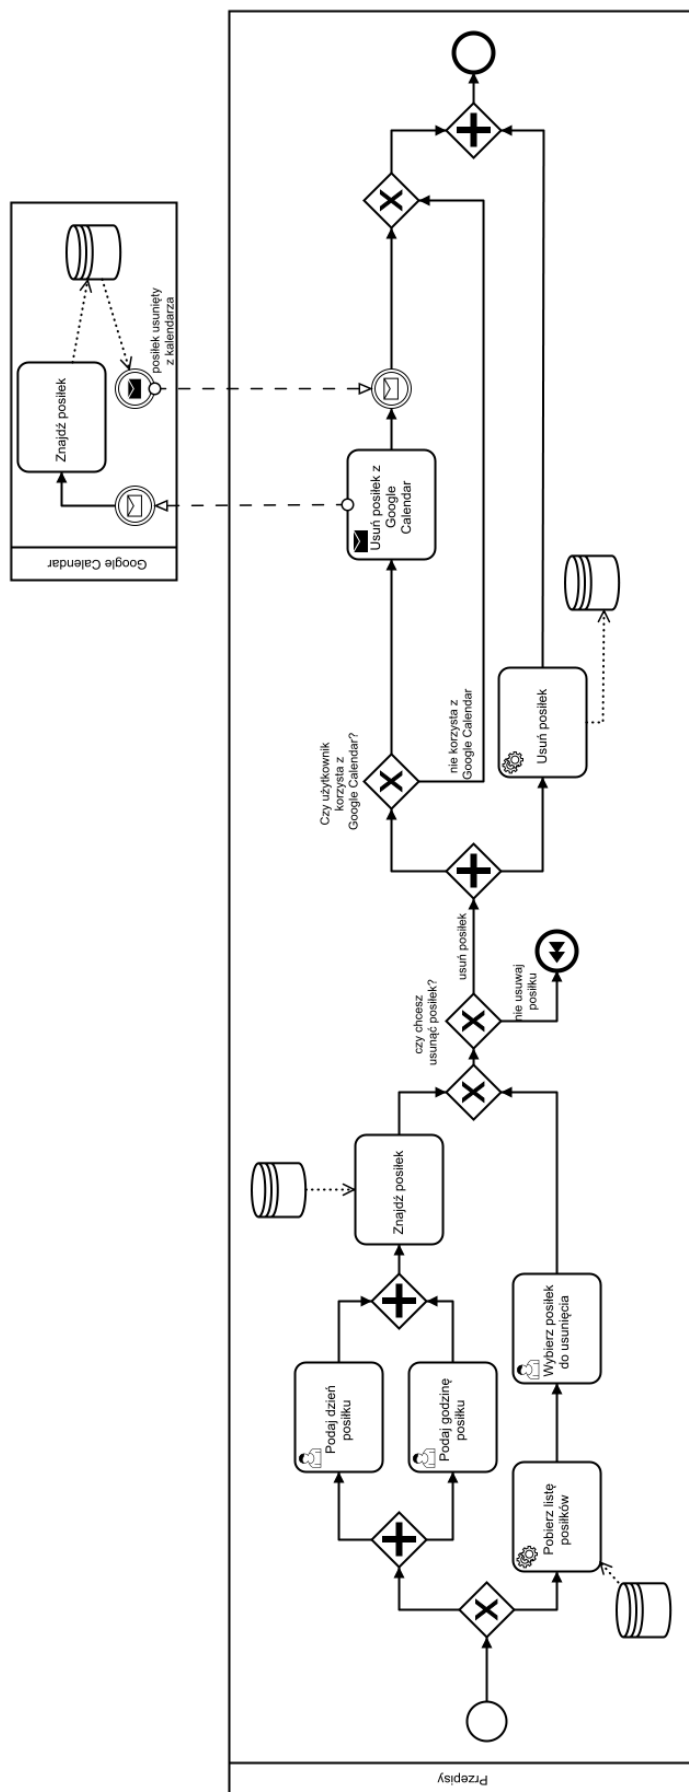 Google Calendar
Znajdź posiłek
posiłek usunięty
z kalendarza
Przepisy
Pobierz listę
posiłków
Wybierz posiłek
do usunięcia
Podaj dzień
posiłku
Podaj godzinę
posiłku
Znajdź posiłek
czy chcesz
usunąć posiłek?
usuń posiłek
nie usuwaj
posiłku
Czy użytkownik
korzysta z
Google Calendar?
nie korzysta z
Google Calendar
Usuń posiłek z
Google
Calendar
Usuń posiłek